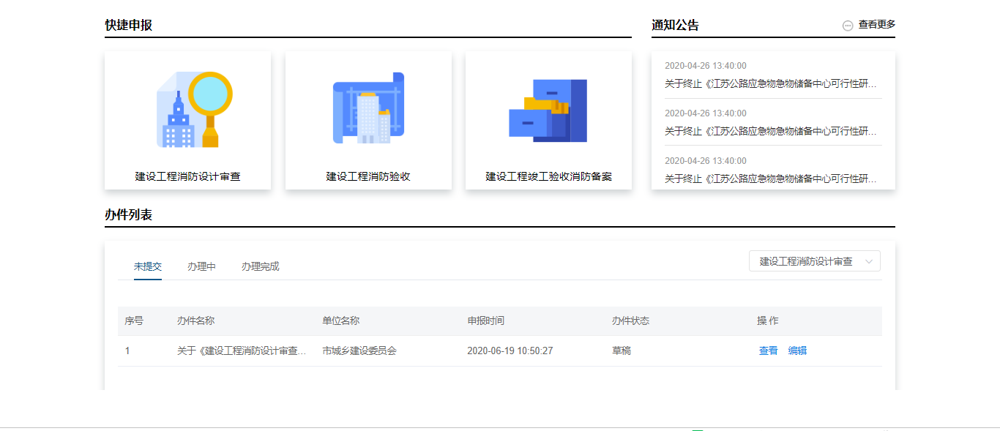 快捷申报
通知公告
查看更多
建设工程消防设计审查
建设工程消防验收
建设工程竣工验收消防备案
2020-04-26 13:40:00
关于终止《江苏公路应急物急物储备中心可行性研...
2020-04-26 13:40:00
关于终止《江苏公路应急物急物储备中心可行性研...
2020-04-26 13:40:00
关于终止《江苏公路应急物急物储备中心可行性研...
办件列表
未提交 办理中 办理完成
建设工程消防设计审查
序号 办件名称 单位名称 申报时间 办件状态 操 作
1 关于《建设工程消防设计审查... 市城乡建设委员会 2020-06-19 10:50:27 草稿 查看 编辑